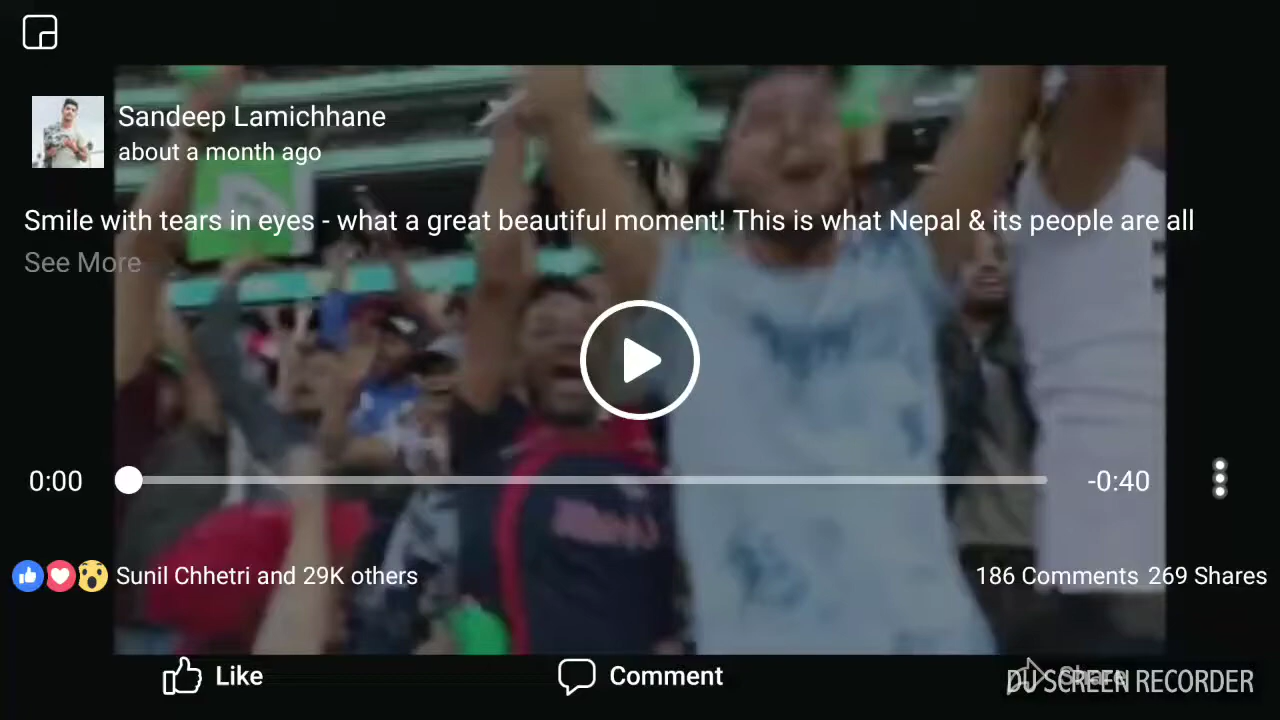 Sandeep Lamichhane
about a month ago
Smile with tears in eyes - what a great beautiful moment! This is what Nepal & its people are all
See More
0:00
-0:40
Sunil Chhetri and 29K others
186 Comments 269 Shares
Like
Comment
Share
DU SCREEN RECORDER